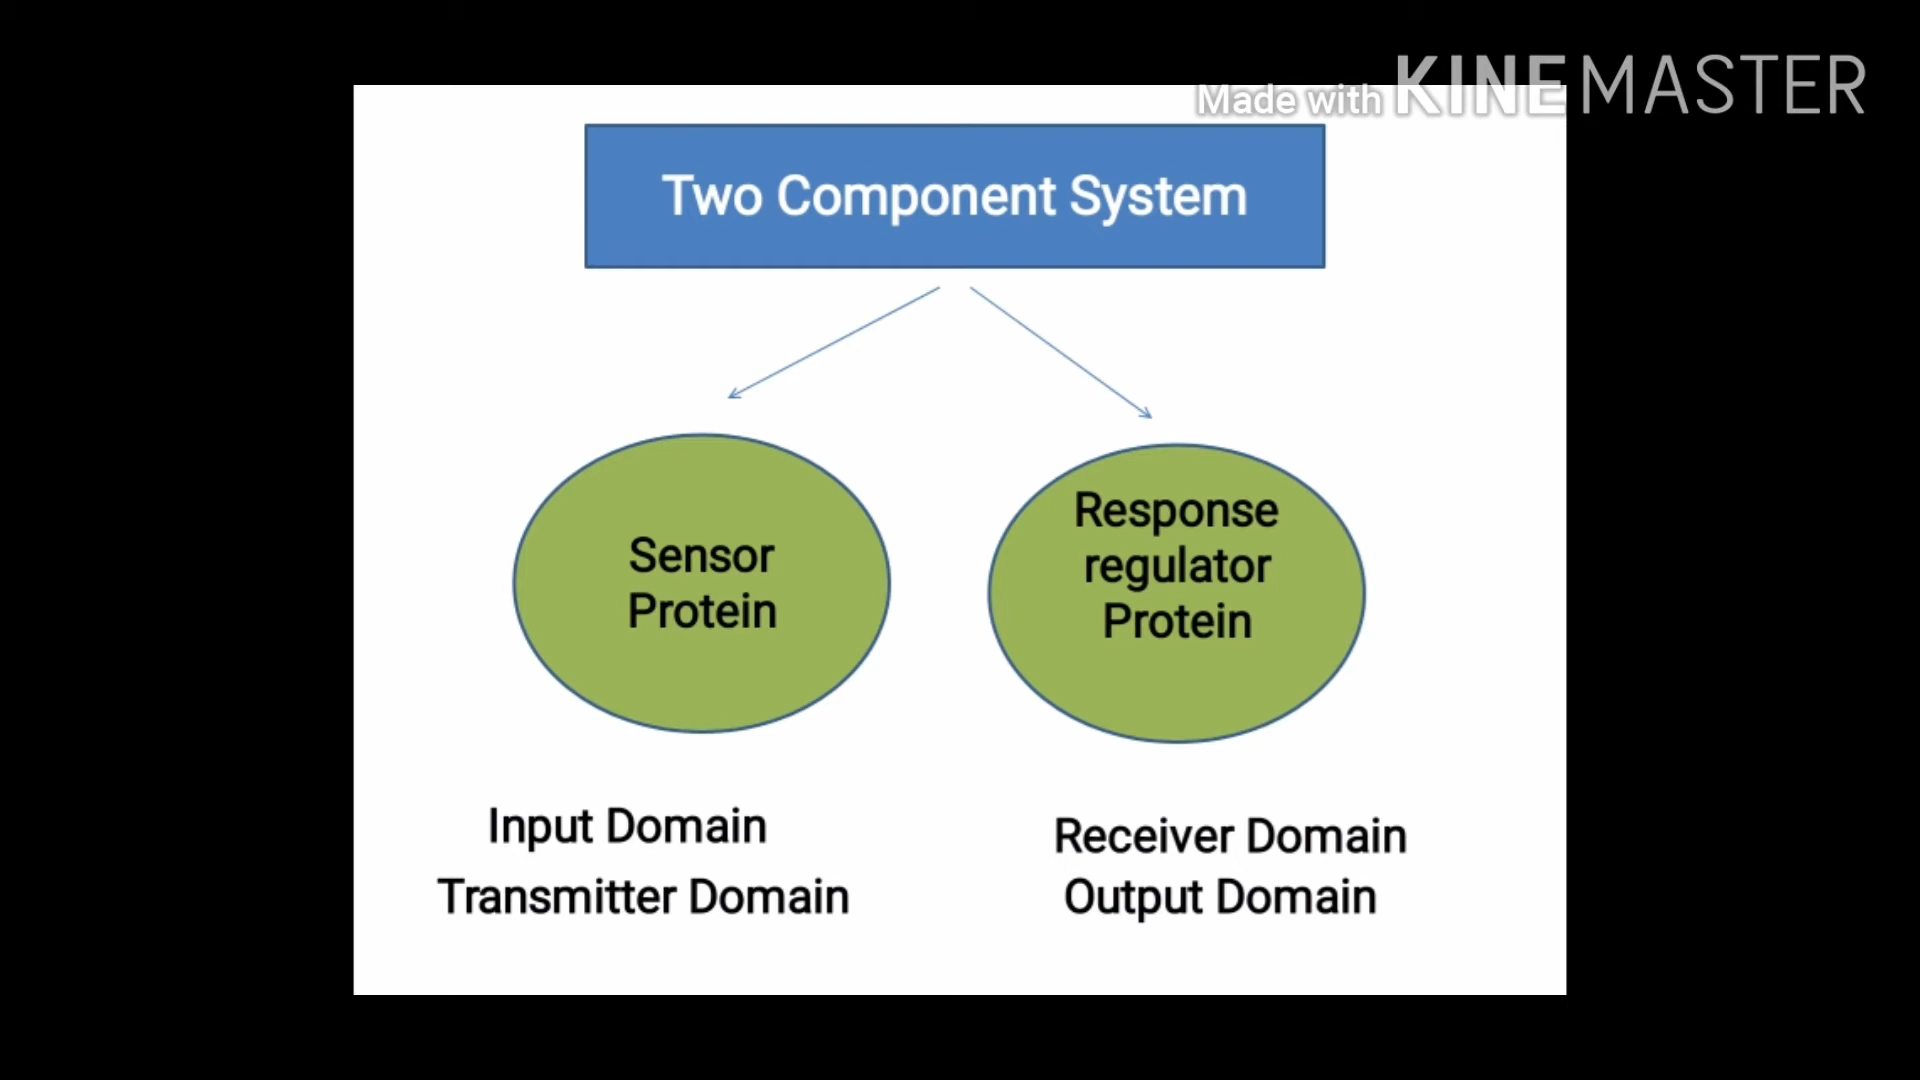 Made with KINEMASTER
Two Component System
Sensor
Protein
Response
regulator
Protein
Input Domain
Transmitter Domain
Receiver Domain
Output Domain